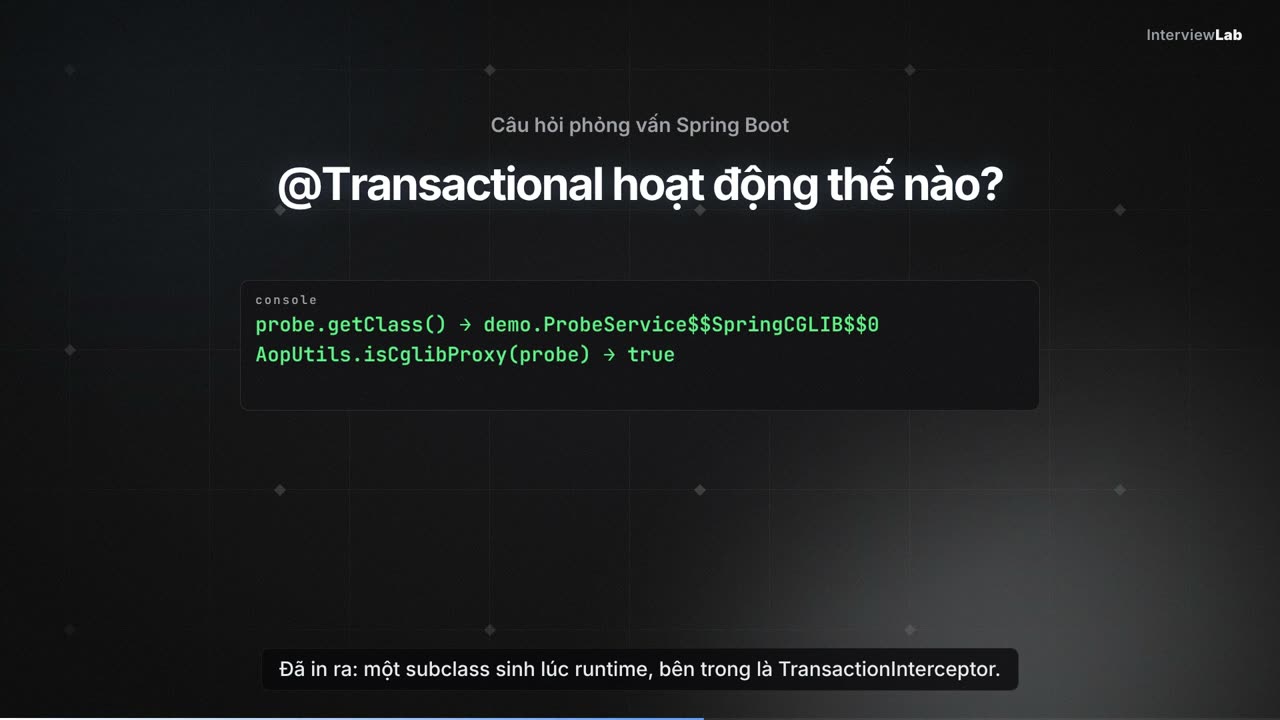 InterviewLab
Câu hỏi phỏng vấn Spring Boot
@Transactional hoạt động thế nào?
console
probe.getClass() → demo.ProbeService$$SpringCGLIB$$0
AopUtils.isCglibProxy(probe) → true
Đã in ra: một subclass sinh lúc runtime, bên trong là TransactionInterceptor.